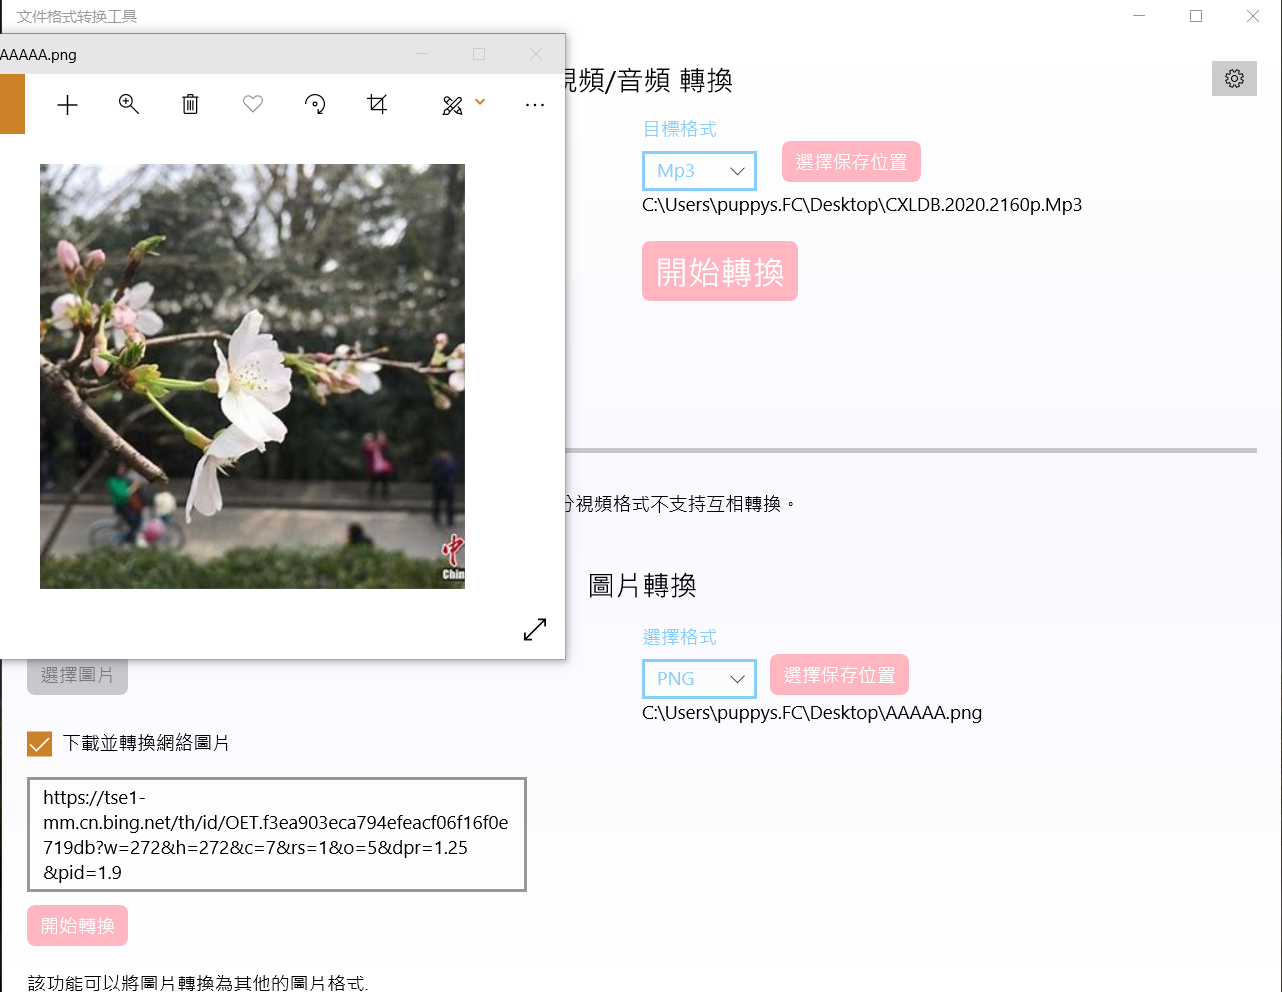 文件格式转换工具
AAAAA.png
視頻/音頻 轉換
目標格式
Mp3
選擇保存位置
C:\Users\puppys.FC\Desktop\CXLDB.2020.2160p.Mp3
開始轉換
分視頻格式不支持互相轉換。
圖片轉換
選擇格式
PNG
選擇保存位置
C:\Users\puppys.FC\Desktop\AAAAA.png
選擇圖片
下載並轉換網絡圖片
https://tse1-
mm.cn.bing.net/th/id/OET.f3ea903eca794efeacf06f16f0e
719db?w=272&h=272&c=7&rs=1&o=5&dpr=1.25
&pid=1.9
開始轉換
該功能可以將圖片轉換為其他的圖片格式.
中
Chin